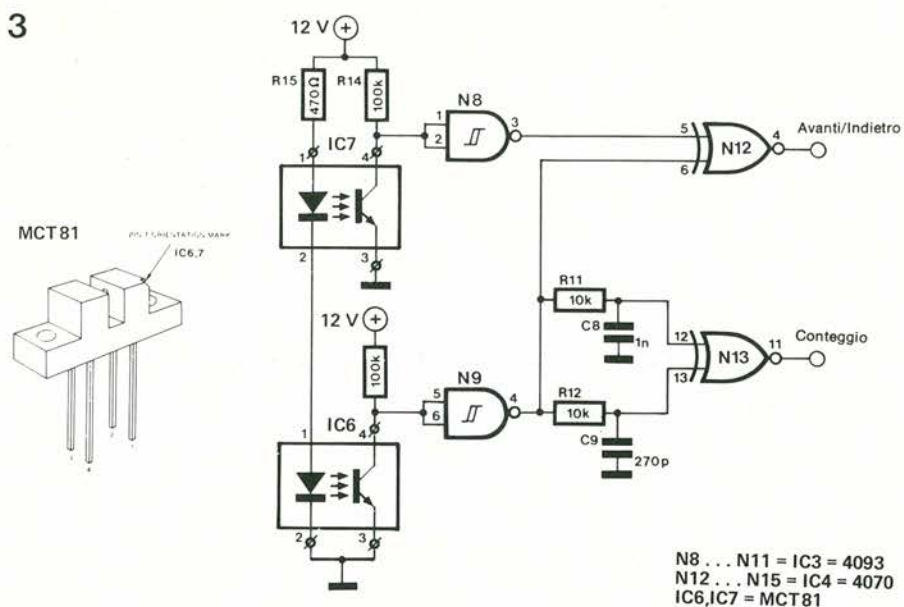 3
12 V
R15
470Ω
R14
100k
N8
1
2
3
5
6
N12
4
Avanti/Indietro
IC7
1
4
2
3
MCT81
IC6,7
12 V
100k
N9
5
6
4
R11
10k
C8
1n
12
13
N13
11
Conteggio
R12
10k
C9
270p
IC6
1
4
2
3
N8 . . . N11 = IC3 = 4093
N12 . . . N15 = IC4 = 4070
IC6,IC7 = MCT81